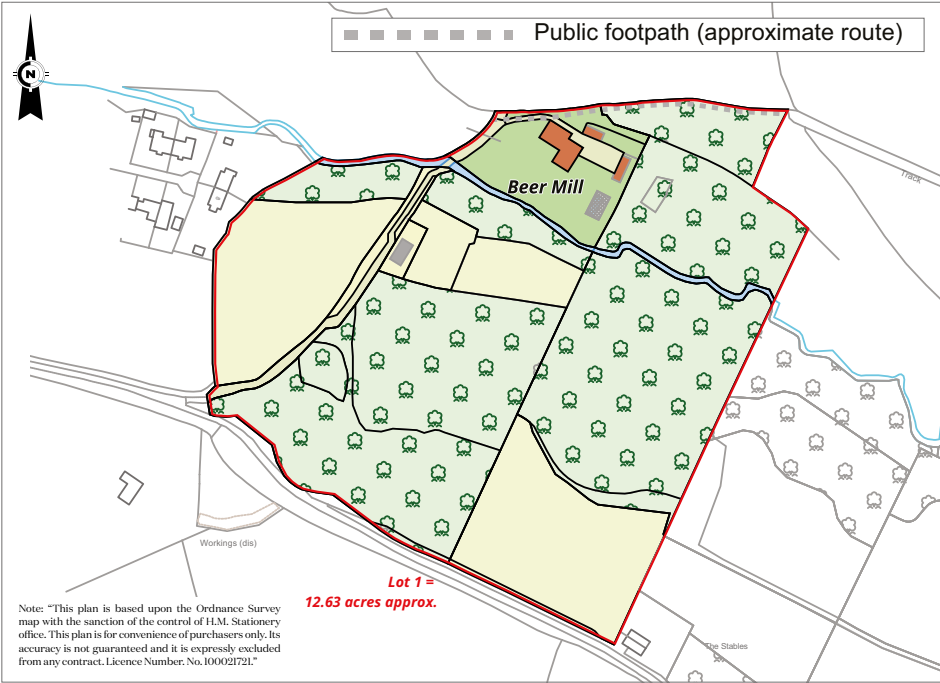 Public footpath (approximate route)
N
Beer Mill
Track
Workings (dis)
Lot 1 =
12.63 acres approx.
Note: “This plan is based upon the Ordnance Survey
map with the sanction of the control of H.M. Stationery
office. This plan is for convenience of purchasers only. Its
accuracy is not guaranteed and it is expressly excluded
from any contract. Licence Number. No. 100021721.”
The Stables